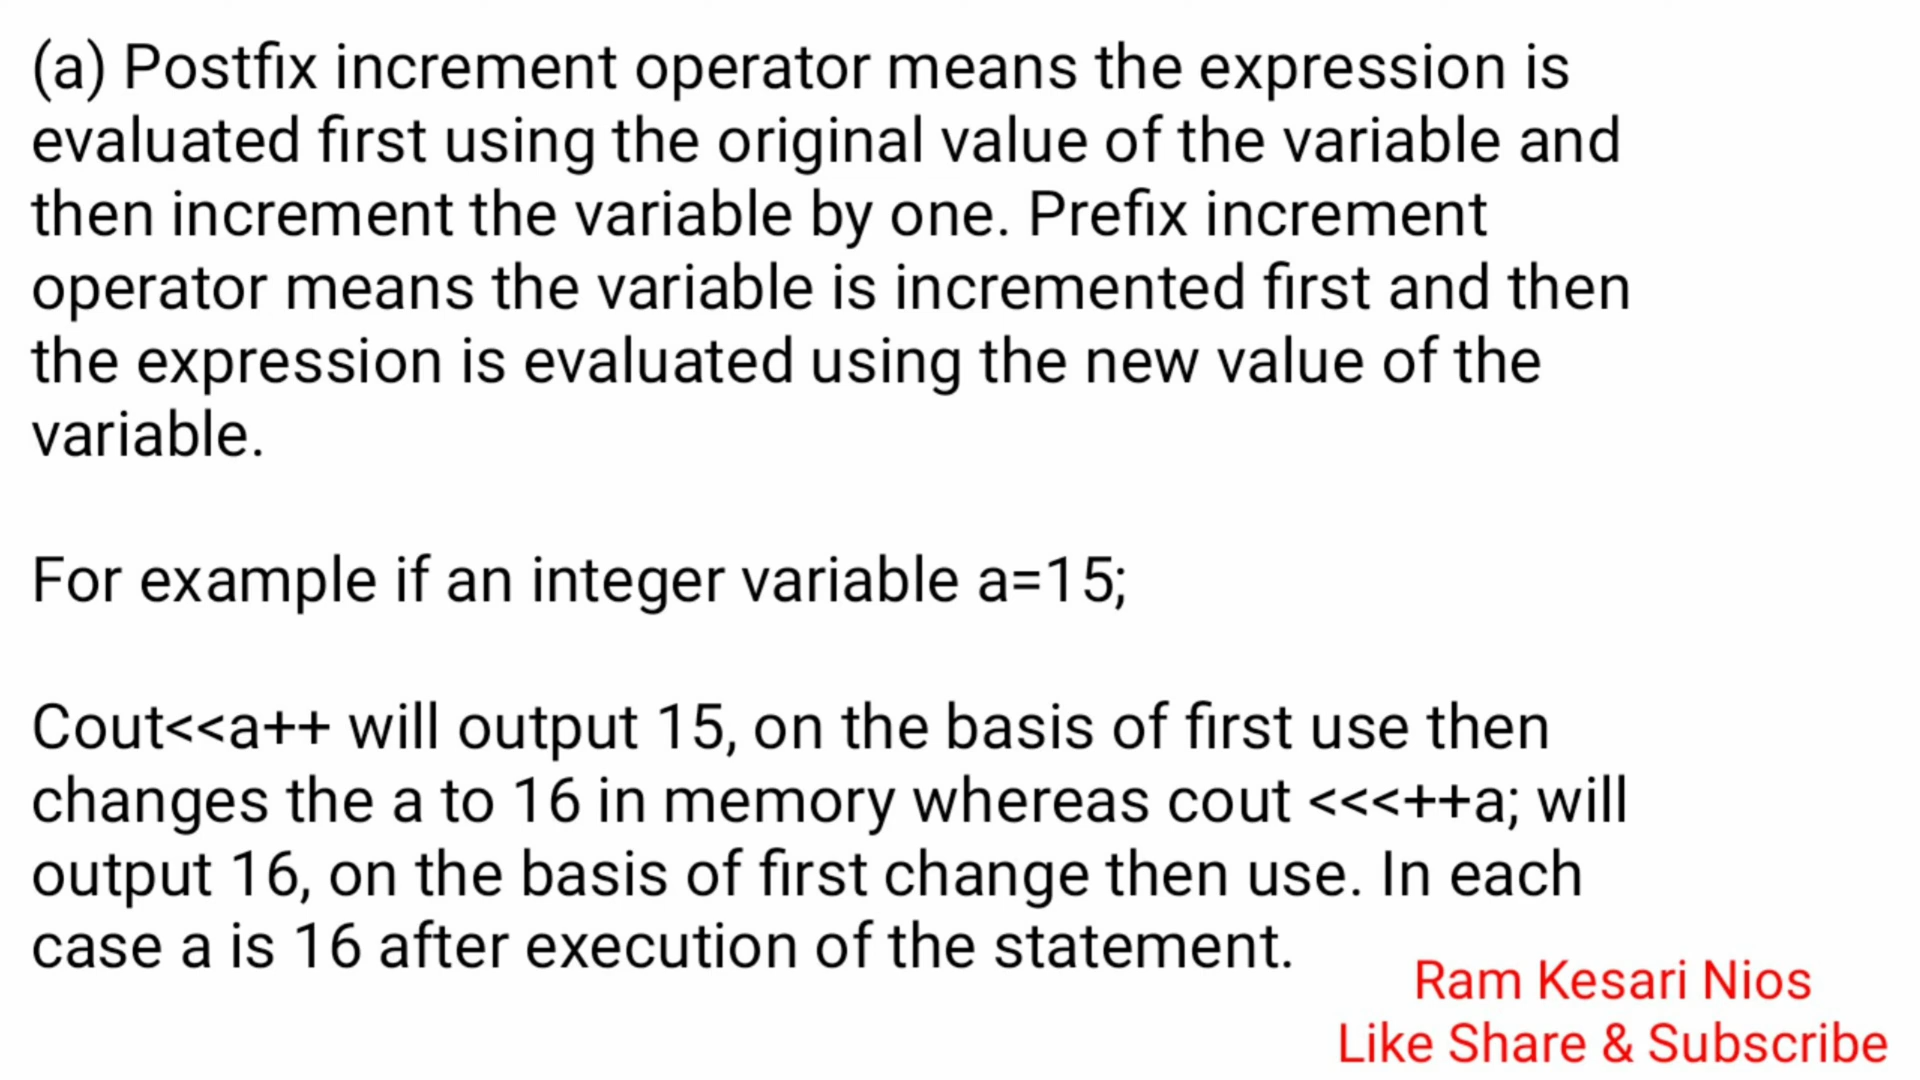 (a) Postfix increment operator means the expression is
evaluated first using the original value of the variable and
then increment the variable by one. Prefix increment
operator means the variable is incremented first and then
the expression is evaluated using the new value of the
variable.
For example if an integer variable a=15;
Cout<<a++ will output 15, on the basis of first use then
changes the a to 16 in memory whereas cout <<<++a; will
output 16, on the basis of first change then use. In each
case a is 16 after execution of the statement.
Ram Kesari Nios
Like Share & Subscribe